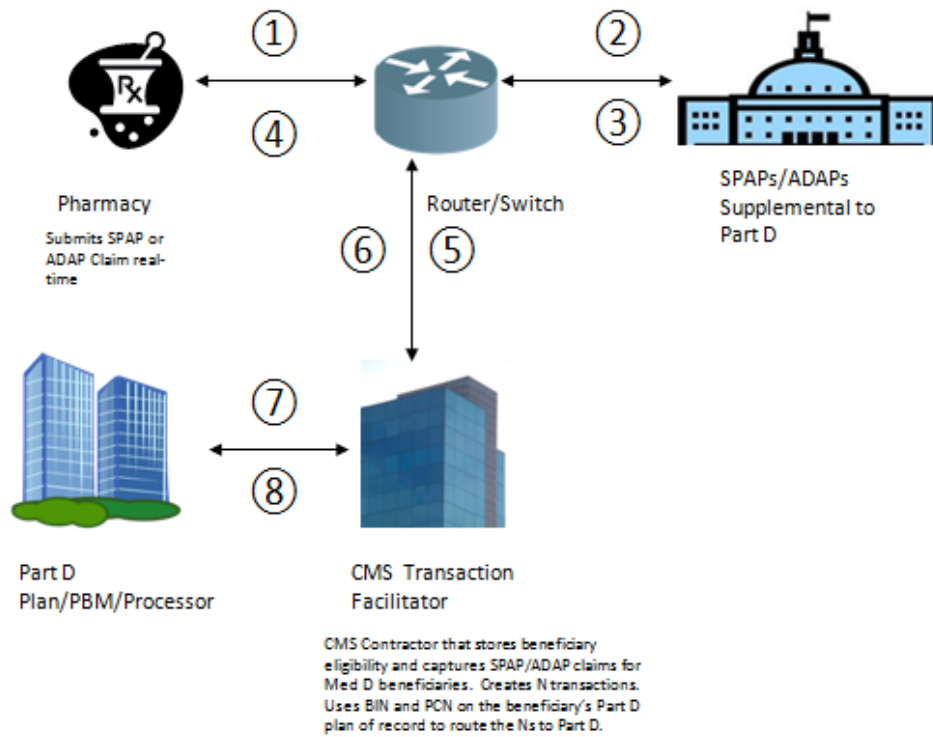 ①
②
④
③
Rx
Pharmacy
Submits SPAP or
ADAP Claim real-
time
Router/Switch
SPAPs/ADAPs
Supplemental to
Part D
⑥
⑤
⑦
⑧
Part D
Plan/PBM/Processor
CMS Transaction
Facilitator
CMS Contractor that stores beneficiary
eligibility and captures SPAP/ADAP claims for
Med D beneficiaries. Creates N transactions.
Uses BIN and PCN on the beneficiary's Part D
plan of record to route the Ns to Part D.